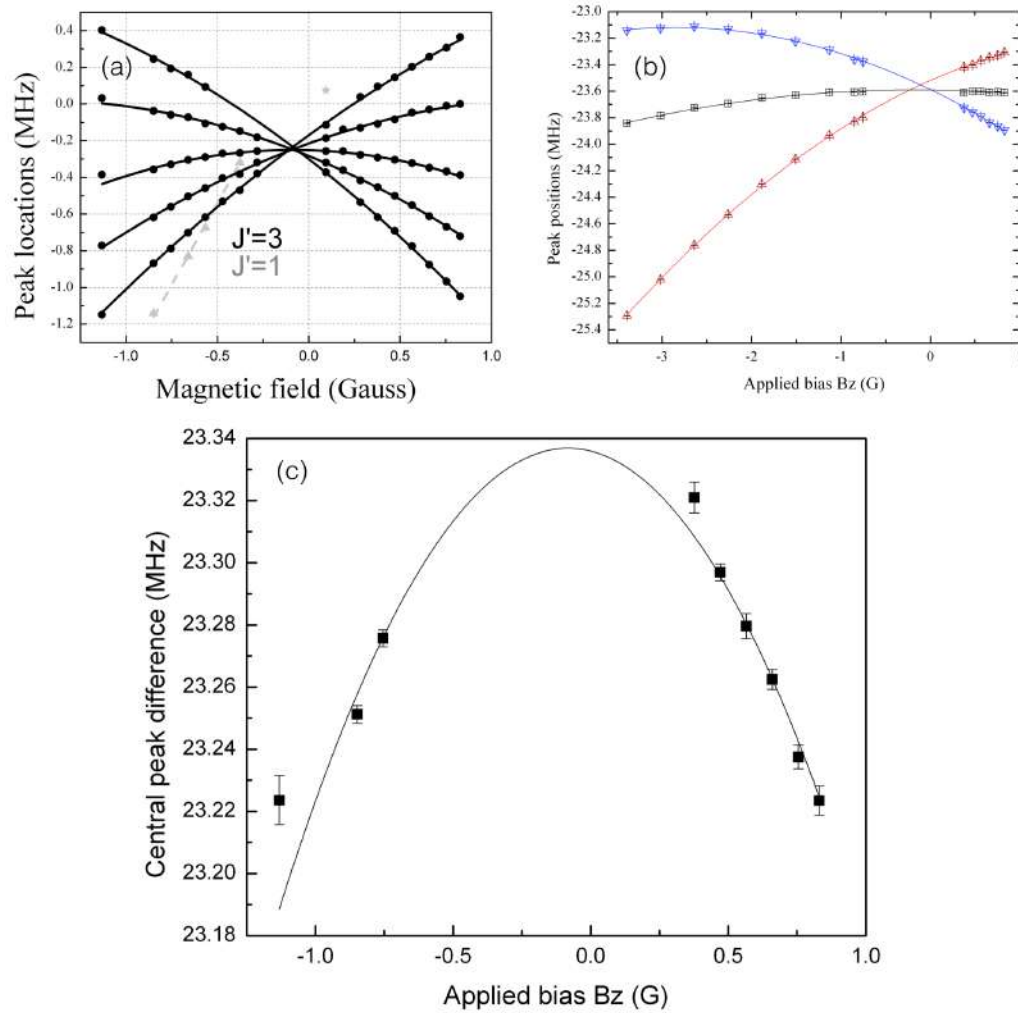 (a)
Peak locations (MHz)
0.4
0.2
0.0
-0.2
-0.4
-0.6
-0.8
-1.0
-1.2
J'=3
J'=1
-1.0 -0.5 0.0 0.5 1.0
Magnetic field (Gauss)
(b)
Peak positions (MHz)
-23.0
-23.2
-23.4
-23.6
-23.8
-24.0
-24.2
-24.4
-24.6
-24.8
-25.0
-25.2
-25.4
-3 -2 -1 0
Applied bias Bz (G)
(c)
Central peak difference (MHz)
23.34
23.32
23.30
23.28
23.26
23.24
23.22
23.20
23.18
-1.0 -0.5 0.0 0.5 1.0
Applied bias Bz (G)